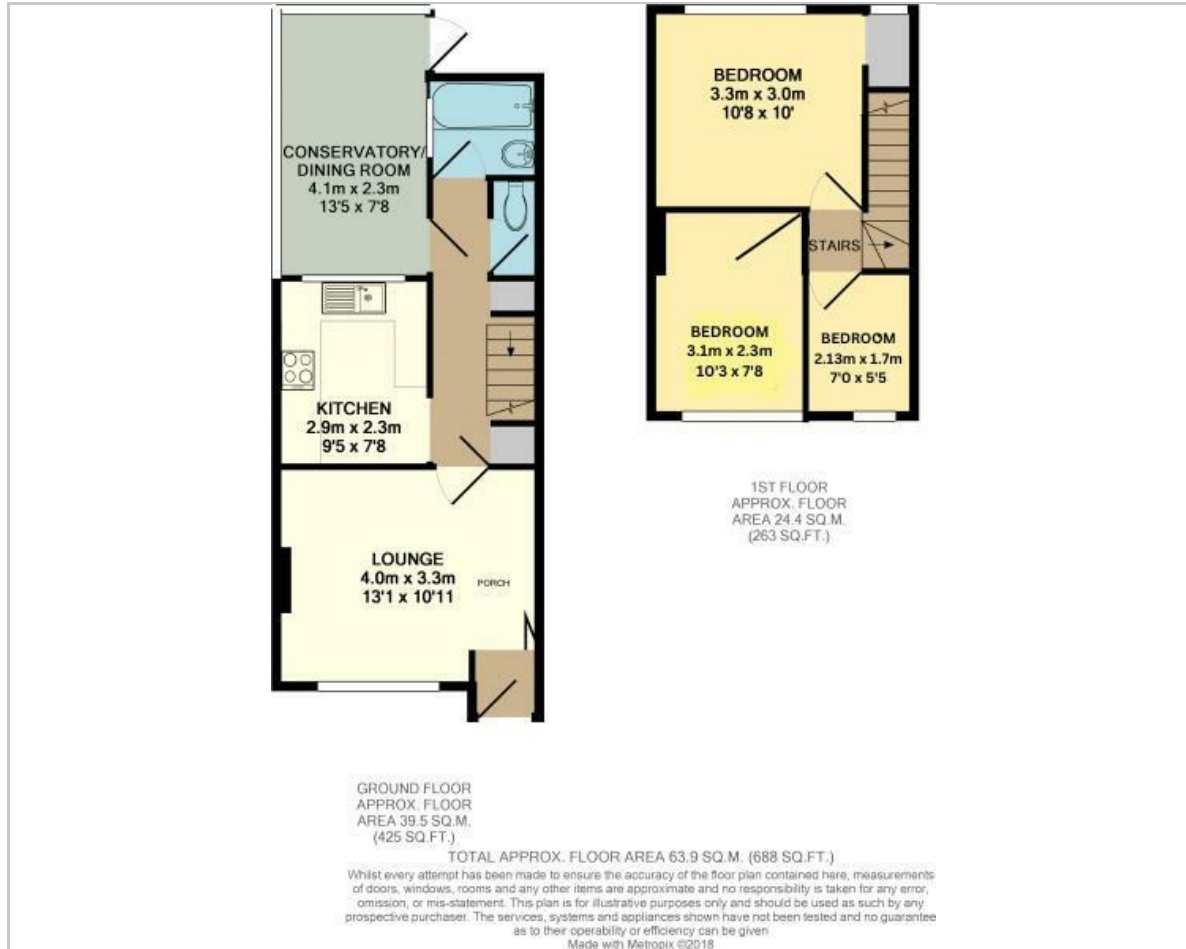 CONSERVATORY/
DINING ROOM
4.1m x 2.3m
13'5 x 7'8
KITCHEN
2.9m x 2.3m
9'5 x 7'8
LOUNGE
4.0m x 3.3m
13'1 x 10'11
PORCH
GROUND FLOOR
APPROX. FLOOR
AREA 39.5 SQ.M.
(425 SQ.FT.)
BEDROOM
3.3m x 3.0m
10'8 x 10'
STAIRS
BEDROOM
3.1m x 2.3m
10'3 x 7'8
BEDROOM
2.13m x 1.7m
7'0 x 5'5
1ST FLOOR
APPROX. FLOOR
AREA 24.4 SQ.M.
(263 SQ.FT.)
TOTAL APPROX. FLOOR AREA 63.9 SQ.M. (688 SQ.FT.)
Whilst every attempt has been made to ensure the accuracy of the floor plan contained here, measurements
of doors, windows, rooms and any other items are approximate and no responsibility is taken for any error,
omission, or mis-statement. This plan is for illustrative purposes only and should be used as such by any
prospective purchaser. The services, systems and appliances shown have not been tested and no guarantee
as to their operability or efficiency can be given
Made with Metropix ©2018